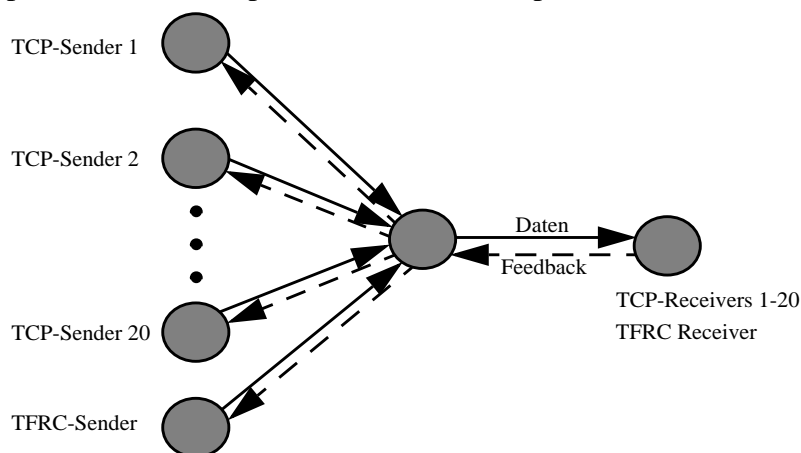 TCP-Sender 1
TCP-Sender 2
Daten
Feedback
TCP-Receivers 1-20
TCP-Sender 20
TFRC Receiver
TFRC-Sender